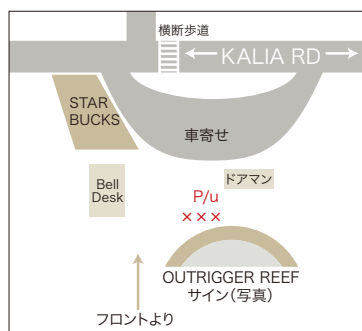 横断歩道
KALIA RD
STAR
BUCKS
車寄せ
Bell
Desk
ドアマン
P/u
×××
OUTRIGGER REEF
サイン(写真)
フロントより